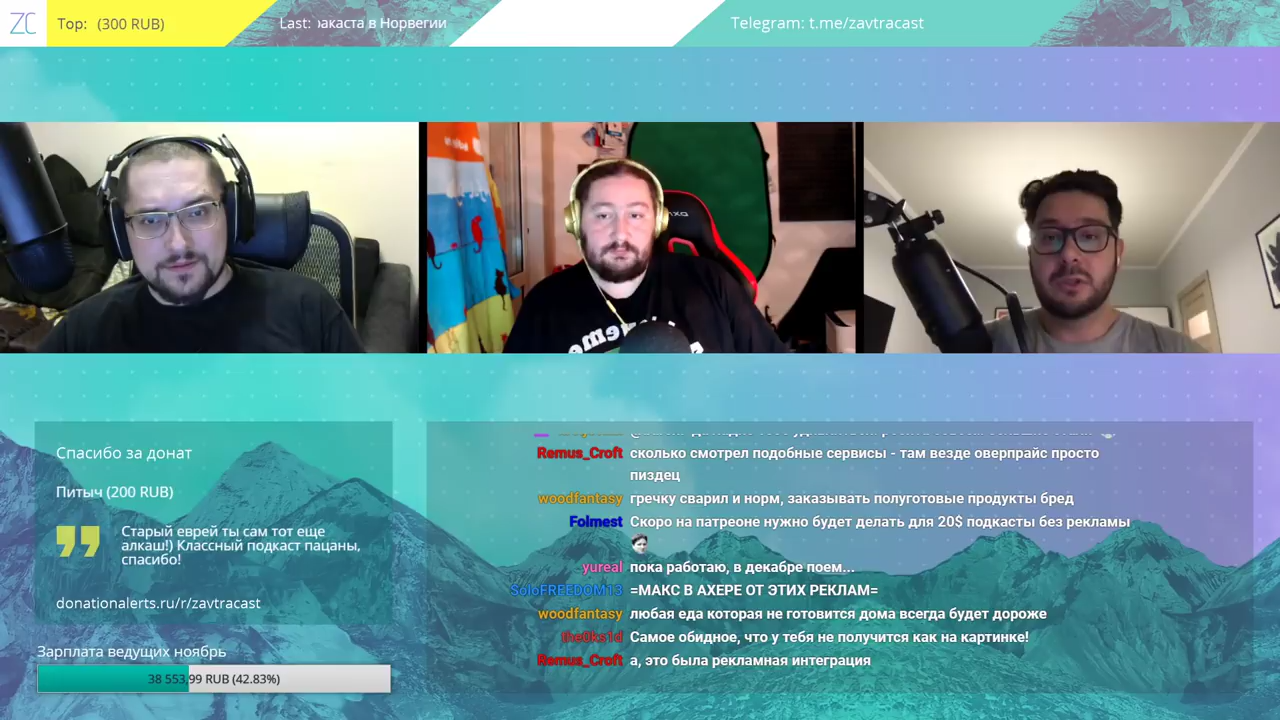 ZC
Top: (300 RUB)
Last: акаста в Норвегии
Telegram: t.me/zavtracast
Спасибо за донат
Питыч (200 RUB)
Старый еврей ты сам тот еще
алкаш!) Классный подкаст пацаны,
спасибо!
donationalerts.ru/r/zavtracast
Зарплата ведущих ноябрь
38 553.99 RUB (42.83%)
Remus_Croft сколько смотрел подобные сервисы - там везде оверпрайс просто
пиздец
woodfantasy гречку сварил и норм, заказывать полуготовые продукты бред
Folmest Скоро на патреоне нужно будет делать для 20$ подкасты без рекламы
yureal пока работаю, в декабре поем...
SoloFREEDOM13 =МАКС В АХЕРЕ ОТ ЭТИХ РЕКЛАМ=
woodfantasy любая еда которая не готовится дома всегда будет дороже
the0ks1d Самое обидное, что у тебя не получится как на картинке!
Remus_Croft а, это была рекламная интеграция